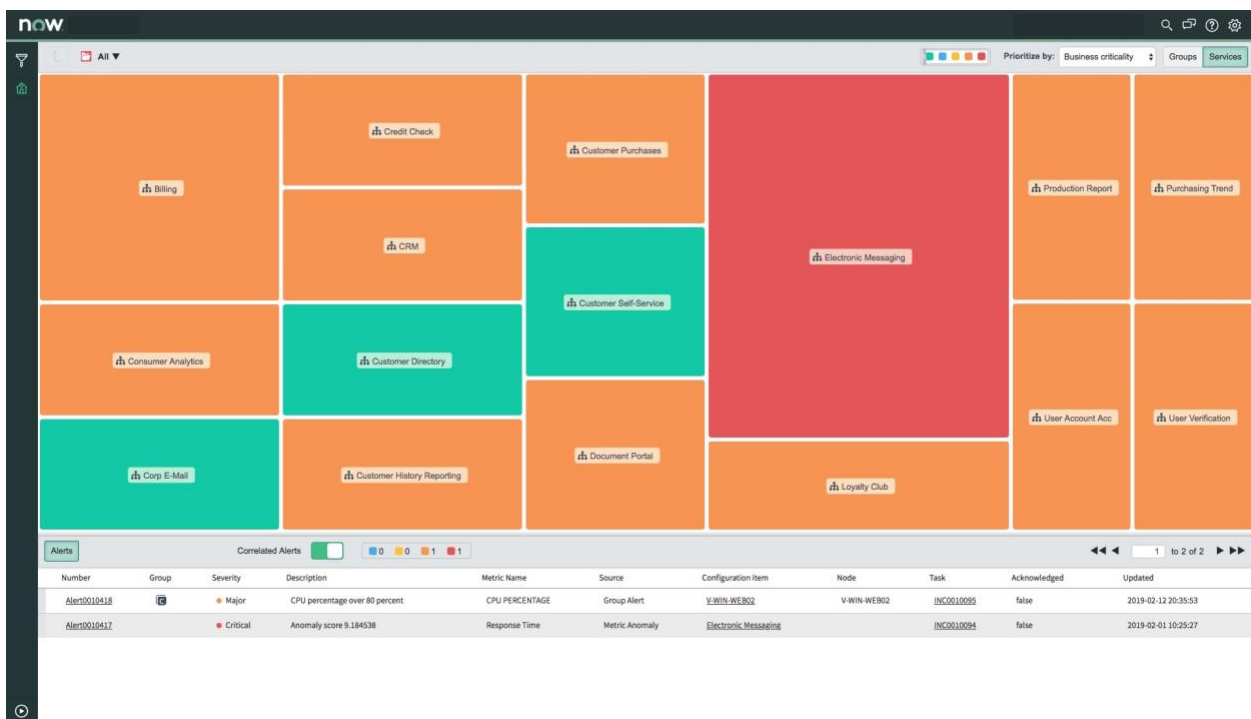 now
All ▼
Prioritize by: Business criticality Groups Services
Credit Check
Customer Purchases
Billing
Production Report
Purchasing Trend
CRM
Electronic Messaging
Customer Self-Service
Consumer Analytics
Customer Directory
User Account Acc
User Verification
Document Portal
Corp E-Mail
Customer History Reporting
Loyalty Club
Alerts Correlated Alerts 0 0 1 1 1 to 2 of 2
Number Group Severity Description Metric Name Source Configuration item Node Task Acknowledged Updated
Alert0010418 Major CPU percentage over 80 percent CPU PERCENTAGE Group Alert V-WIN-WEB02 V-WIN-WEB02 INC0010095 false 2019-02-12 20:35:53
Alert0010417 Critical Anomaly score 9.184538 Response Time Metric Anomaly Electronic Messaging INC0010094 false 2019-02-01 10:25:27